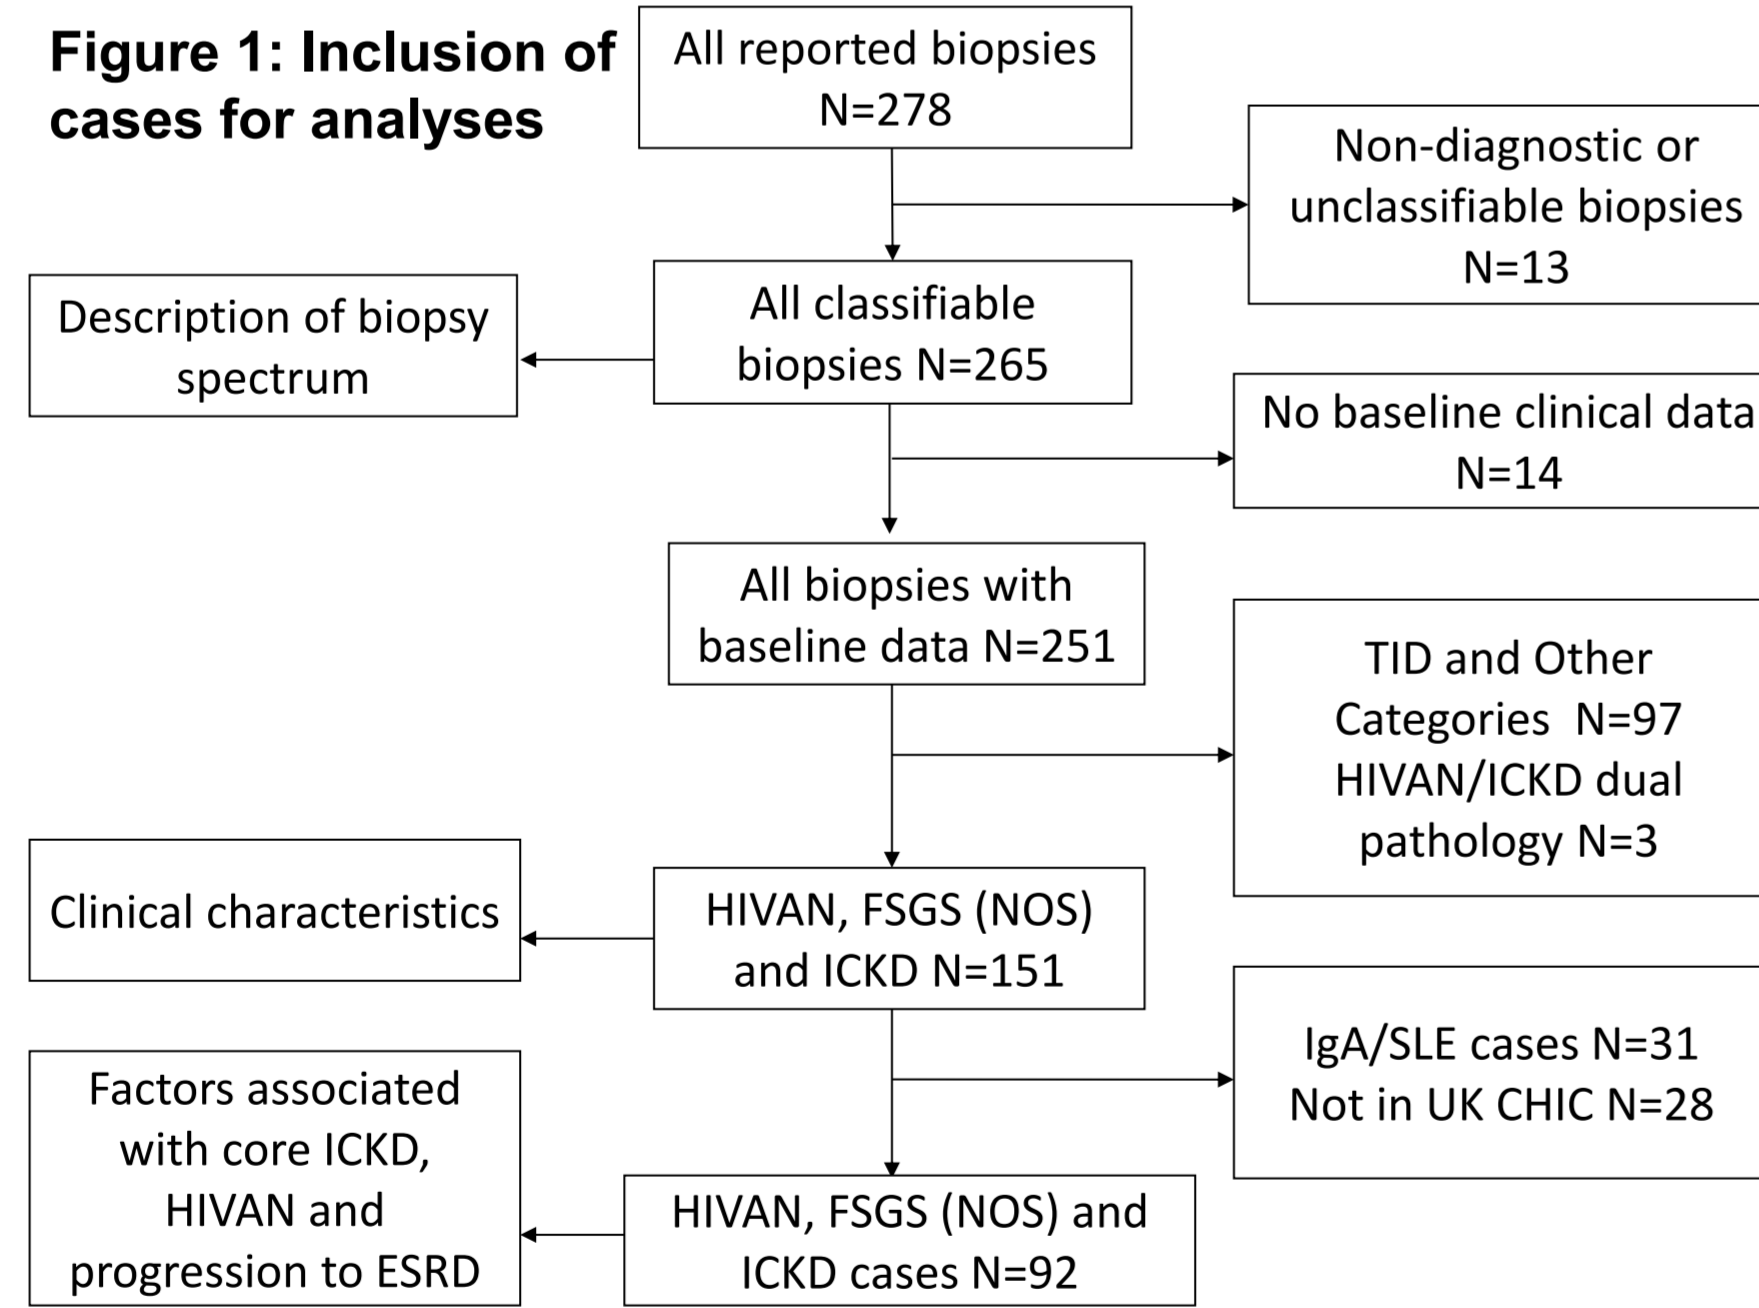 Figure 1: Inclusion of
cases for analyses
All reported biopsies
N=278
Non-diagnostic or
unclassifiable biopsies
N=13
All classifiable
biopsies N=265
Description of biopsy
spectrum
No baseline clinical data
N=14
All biopsies with
baseline data N=251
TID and Other
Categories N=97
HIVAN/ICKD dual
pathology N=3
HIVAN, FSGS (NOS)
and ICKD N=151
Clinical characteristics
IgA/SLE cases N=31
Not in UK CHIC N=28
HIVAN, FSGS (NOS) and
ICKD cases N=92
Factors associated
with core ICKD,
HIVAN and
progression to ESRD